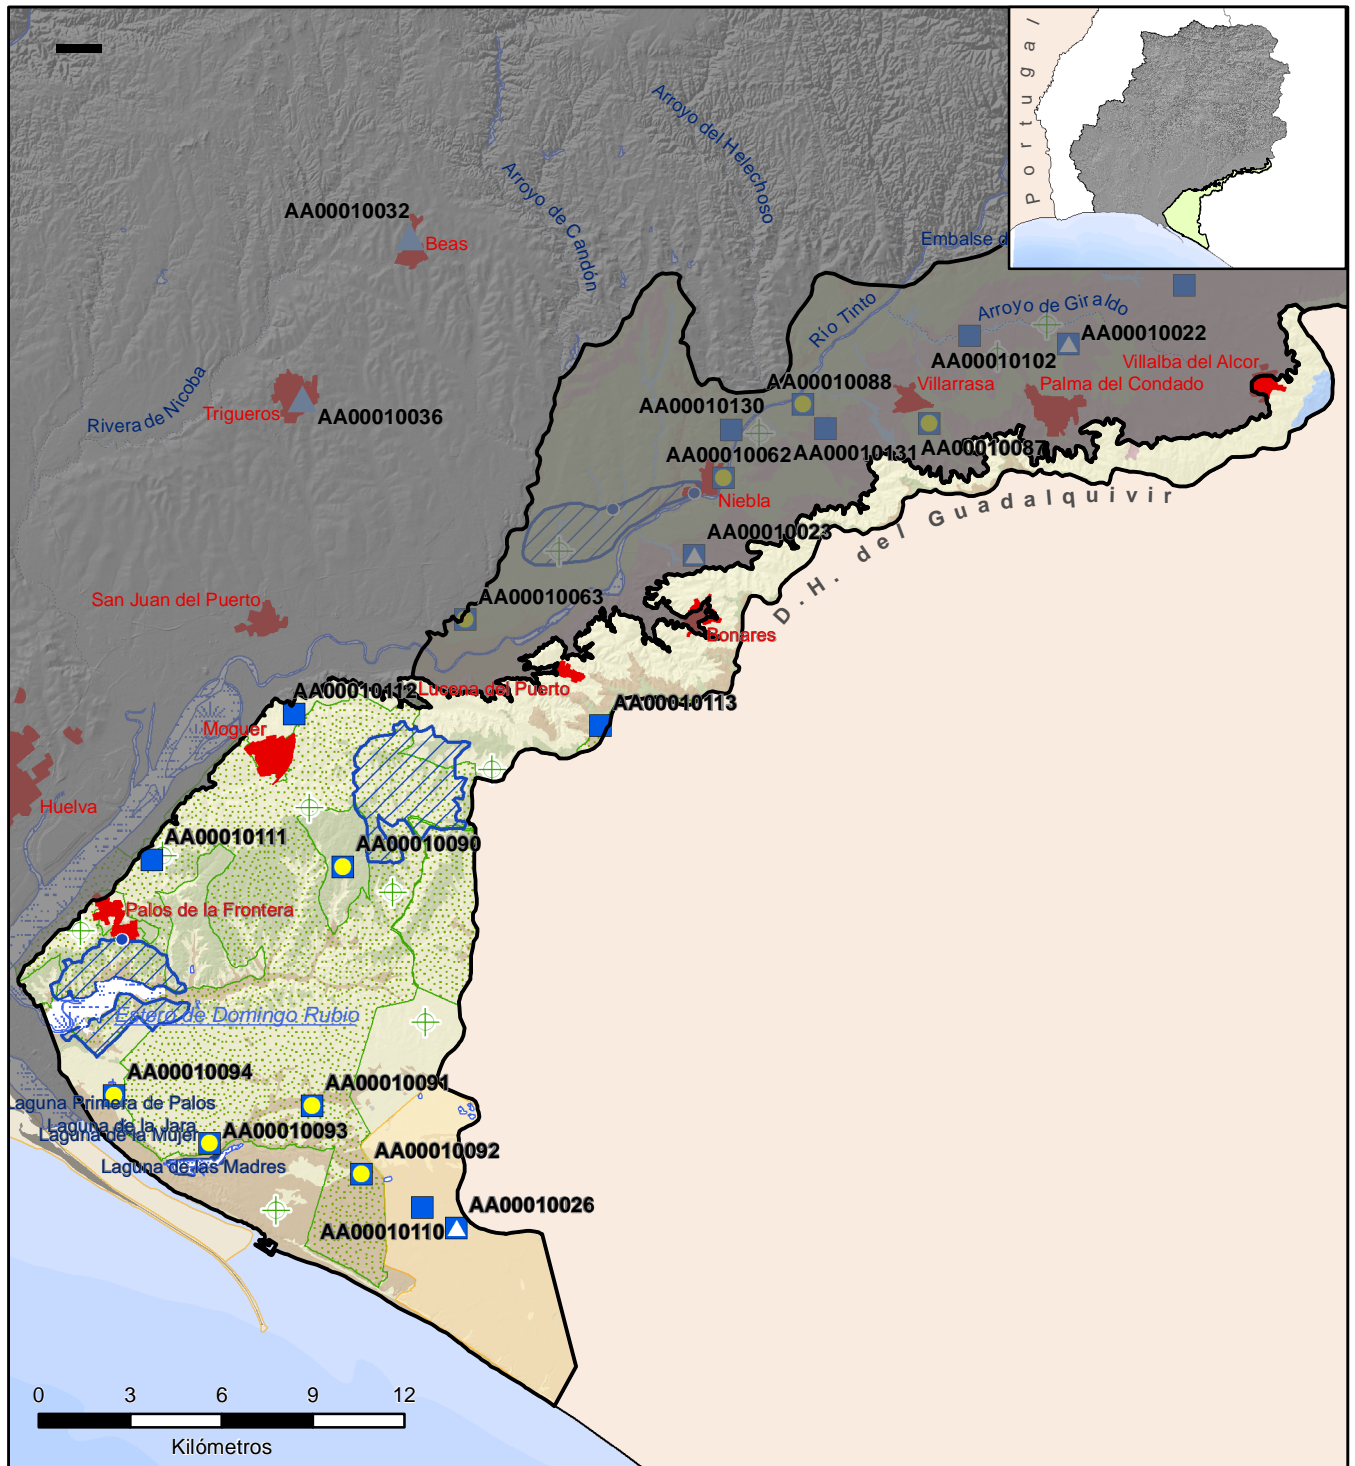 Portugal
Arroyo del Helechoso
Arroyo de Candón
AA00010032
Beas
Embalse d
Río Tinto
Arroyo de Giraldo
AA00010022
AA00010102
Villalba del Alcor
Rivera de Nicoba
Trigueros
AA00010036
AA00010088
Villarrasa
Palma del Condado
AA00010130
AA00010062
AA00010131
AA00010087
Niebla
D.H. del Guadalquivir
AA00010023
San Juan del Puerto
AA00010063
Bonares
AA00010112
Lucena del Puerto
AA00010113
Moguer
Huelva
AA00010111
AA00010090
Palos de la Frontera
Estero de Domingo Rubio
AA00010094
AA00010091
Laguna Primera de Palos
Laguna de la Jara
Laguna de la Mujer
AA00010093
AA00010092
Laguna de las Madres
AA00010026
AA00010110
0 3 6 9 12
Kilómetros